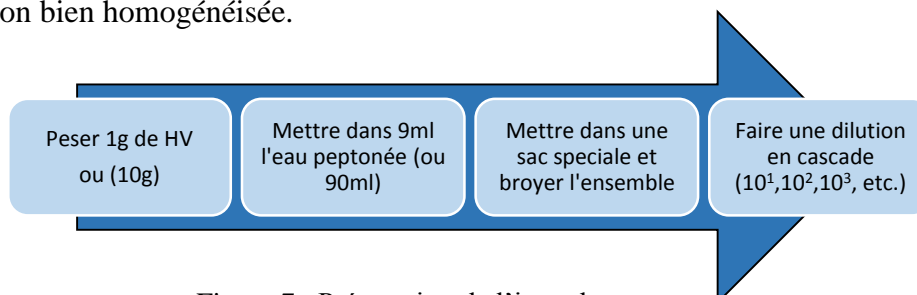 on bien homogénéisée.
Peser 1g de HV
ou (10g)
Mettre dans 9ml
l'eau peptonée (ou
90ml)
Mettre dans une
sac speciale et
broyer l'ensemble
Faire une dilution
en cascade
(10¹,10²,10³, etc.)